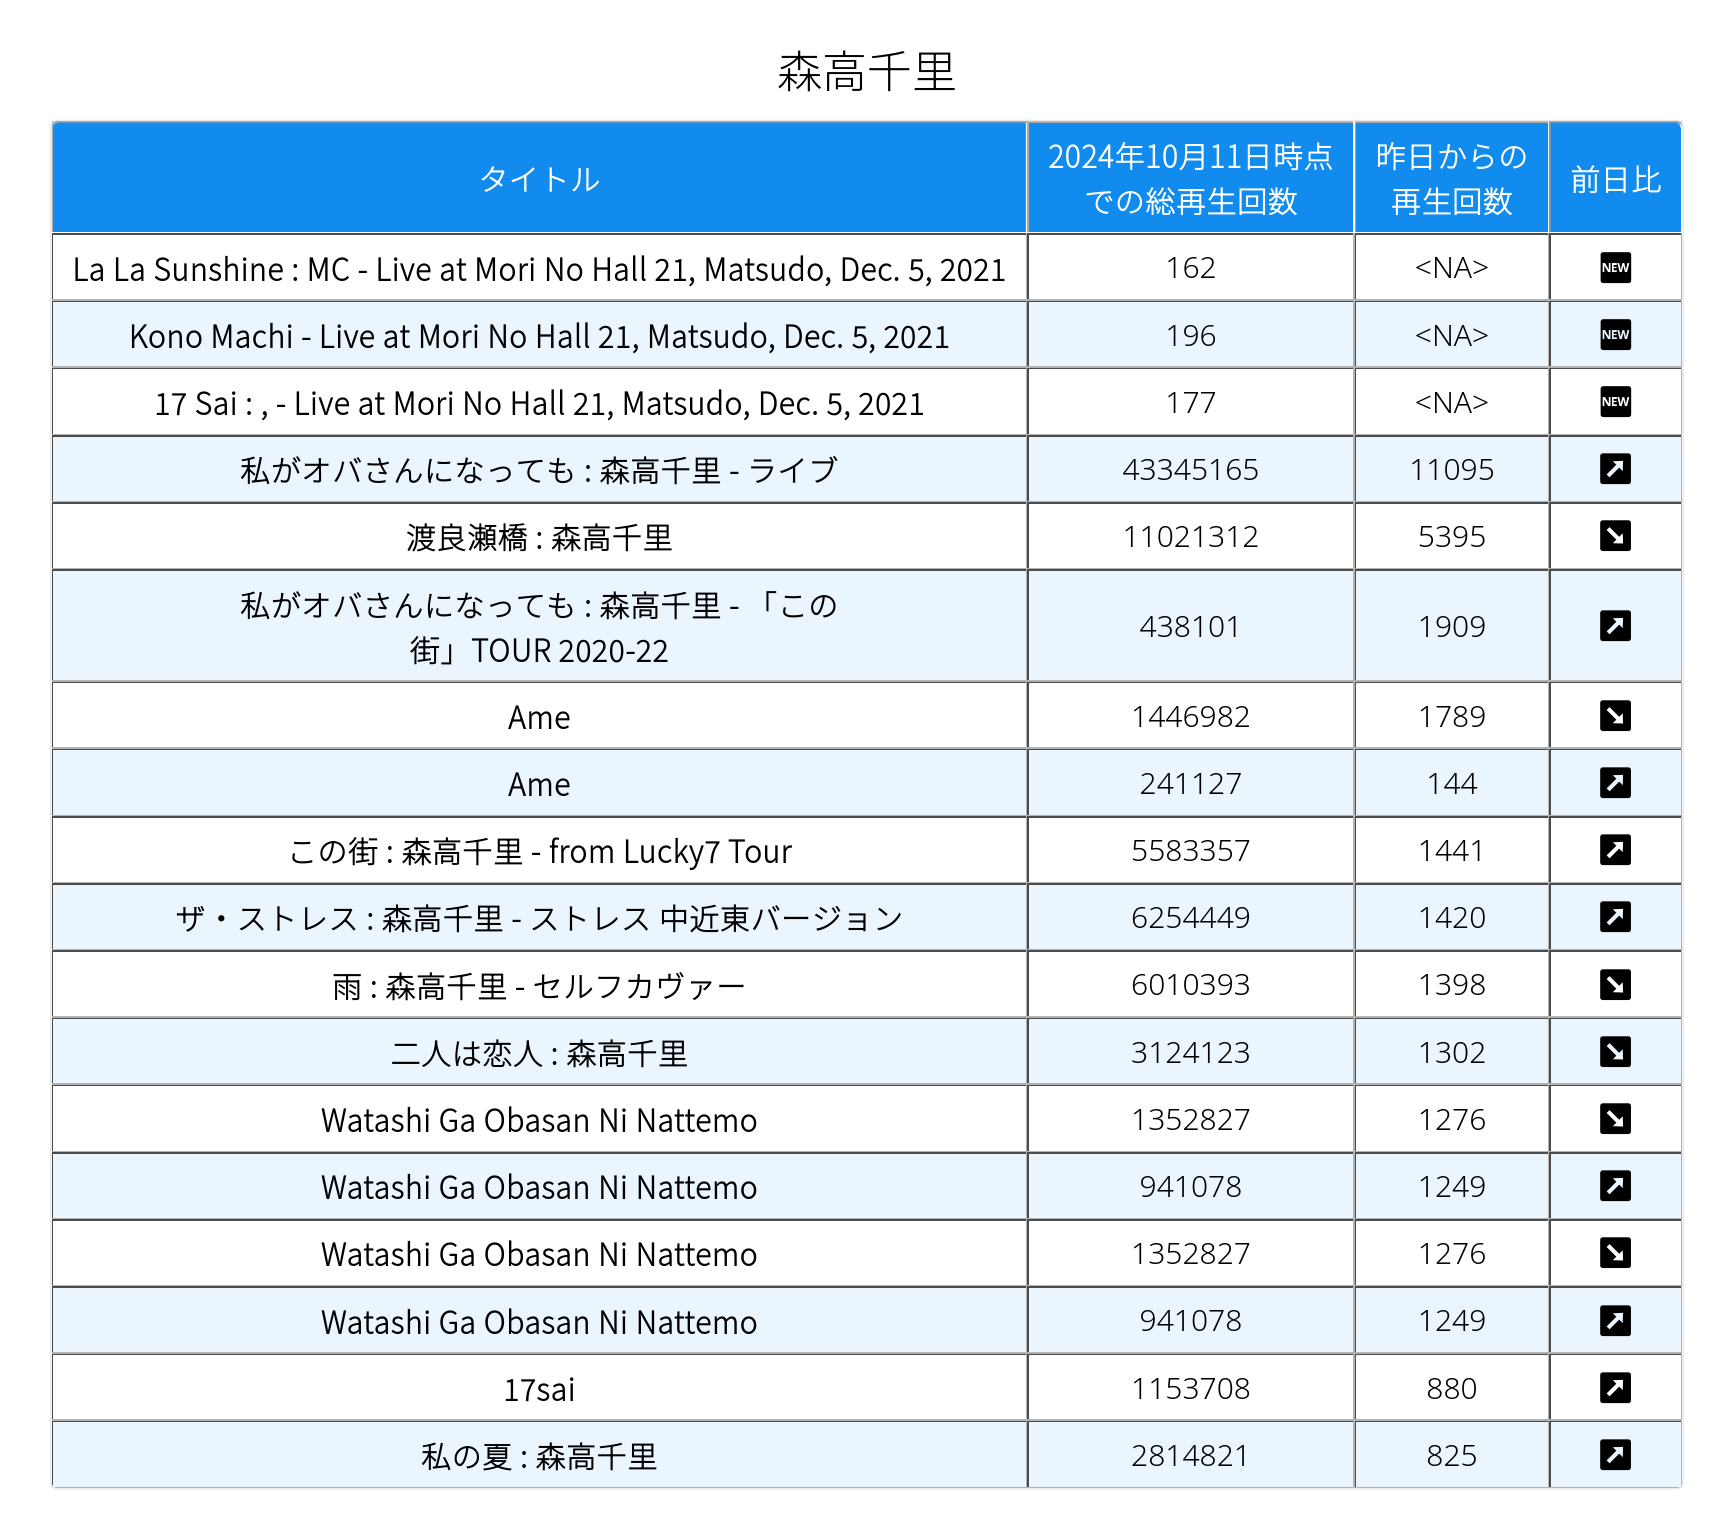 森高千里
タイトル
2024年10月11日時点
での総再生回数
昨日からの
再生回数
前日比
La La Sunshine : MC - Live at Mori No Hall 21, Matsudo, Dec. 5, 2021 162 <NA> NEW
Kono Machi - Live at Mori No Hall 21, Matsudo, Dec. 5, 2021 196 <NA> NEW
17 Sai : , - Live at Mori No Hall 21, Matsudo, Dec. 5, 2021 177 <NA> NEW
私がオバさんになっても : 森高千里 - ライブ 43345165 11095
渡良瀬橋 : 森高千里 11021312 5395
私がオバさんになっても : 森高千里 - 「この
街」TOUR 2020-22 438101 1909
Ame 1446982 1789
Ame 241127 144
この街 : 森高千里 - from Lucky7 Tour 5583357 1441
ザ・ストレス : 森高千里 - ストレス 中近東バージョン 6254449 1420
雨 : 森高千里 - セルフカヴァー 6010393 1398
二人は恋人 : 森高千里 3124123 1302
Watashi Ga Obasan Ni Nattemo 1352827 1276
Watashi Ga Obasan Ni Nattemo 941078 1249
Watashi Ga Obasan Ni Nattemo 1352827 1276
Watashi Ga Obasan Ni Nattemo 941078 1249
17sai 1153708 880
私の夏 : 森高千里 2814821 825